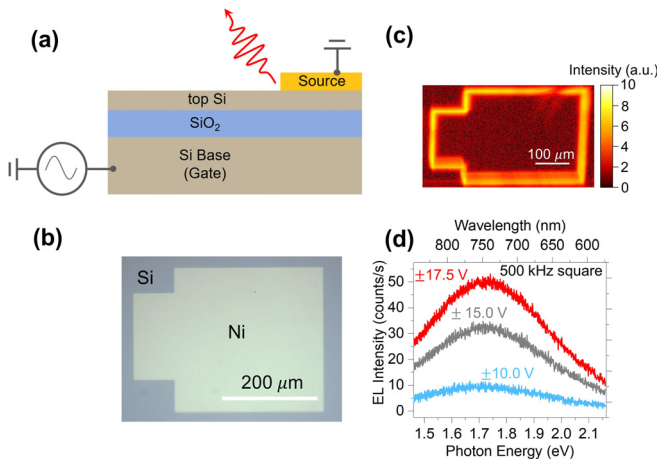 (a)
Source
top Si
SiO₂
Si Base
(Gate)
(b)
Si
Ni
200 μm
(c)
Intensity (a.u.)
10
8
6
4
2
0
100 μm
(d)
Wavelength (nm)
800 750 700 650 600
500 kHz square
±17.5 V
± 15.0 V
±10.0 V
EL Intensity (counts/s)
50
40
30
20
10
0
1.5 1.6 1.7 1.8 1.9 2.0 2.1
Photon Energy (eV)